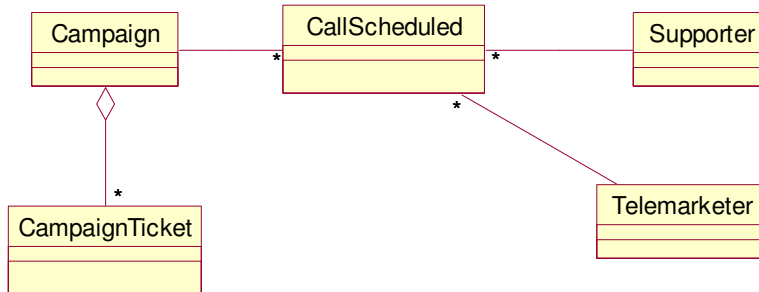 Campaign
CallScheduled
Supporter
*
*
*
*
CampaignTicket
Telemarketer